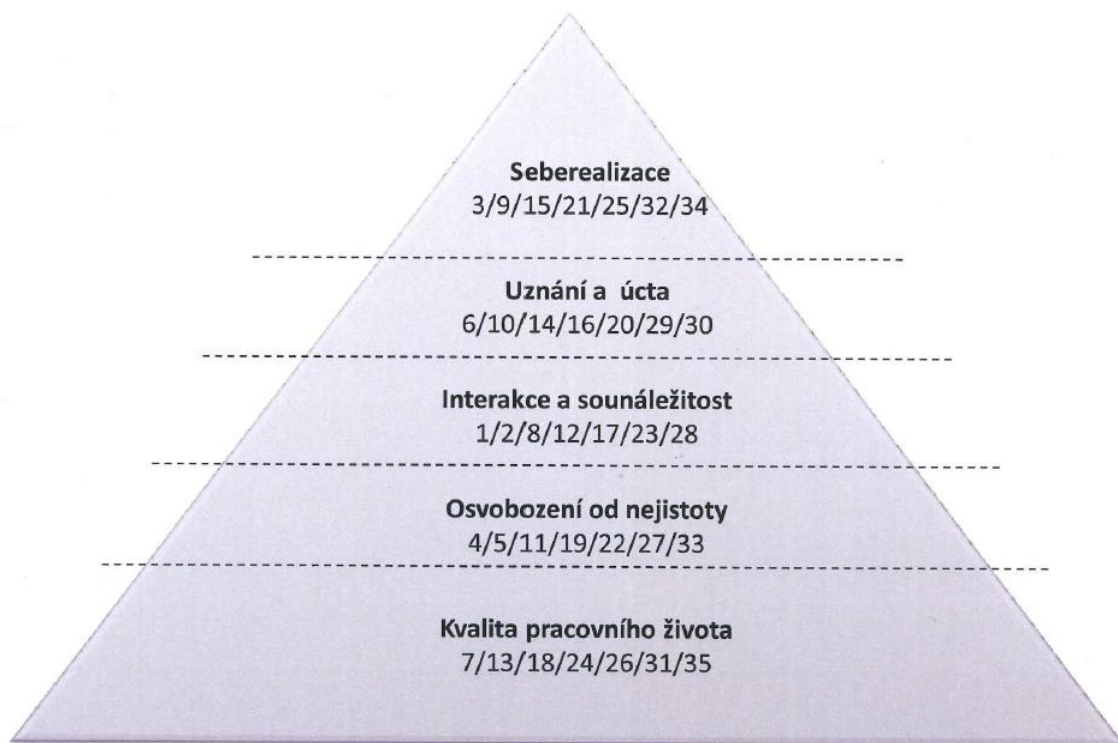 Seberealizace
3/9/15/21/25/32/34
Uznání a úcta
6/10/14/16/20/29/30
Interakce a sounáležitost
1/2/8/12/17/23/28
Osvobození od nejistoty
4/5/11/19/22/27/33
Kvalita pracovního života
7/13/18/24/26/31/35